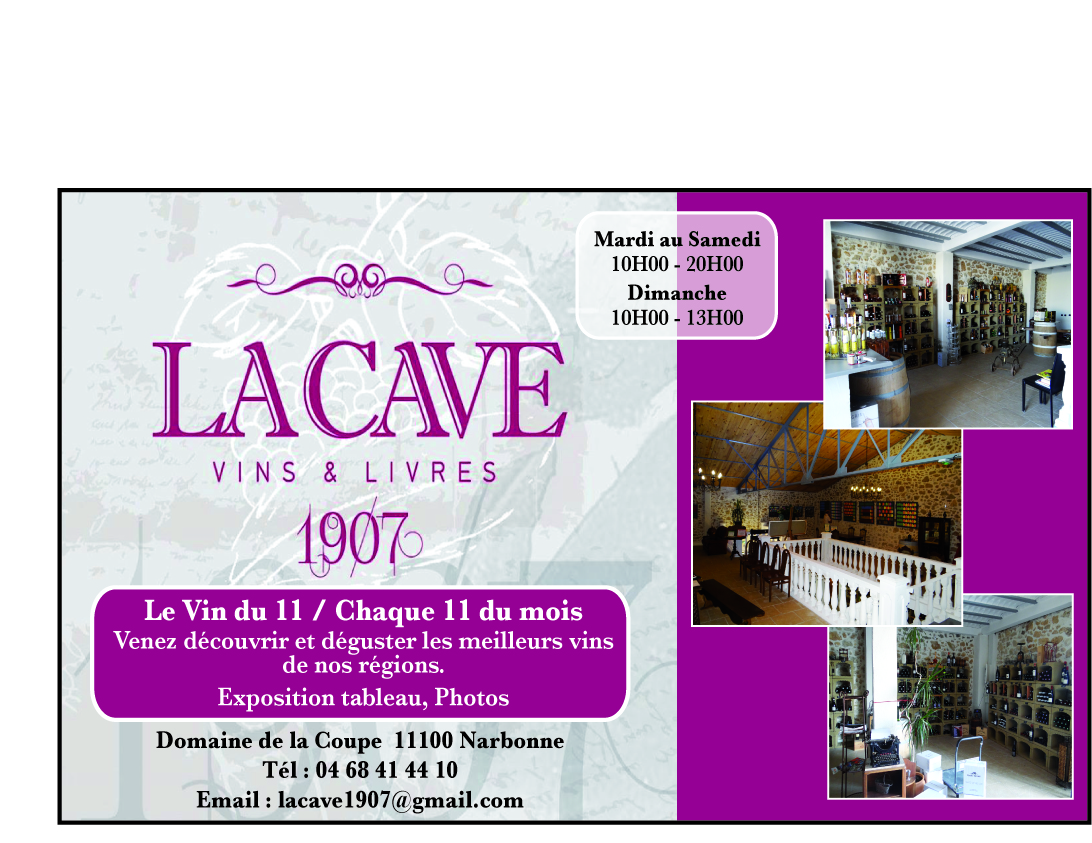 Mardi au Samedi
10H00 - 20H00
Dimanche
10H00 - 13H00
LA CAVE
VINS & LIVRES
1907
Le Vin du 11 / Chaque 11 du mois
Venez découvrir et déguster les meilleurs vins
de nos régions.
Exposition tableau, Photos
Domaine de la Coupe 11100 Narbonne
Tél : 04 68 41 44 10
Email : lacave1907@gmail.com